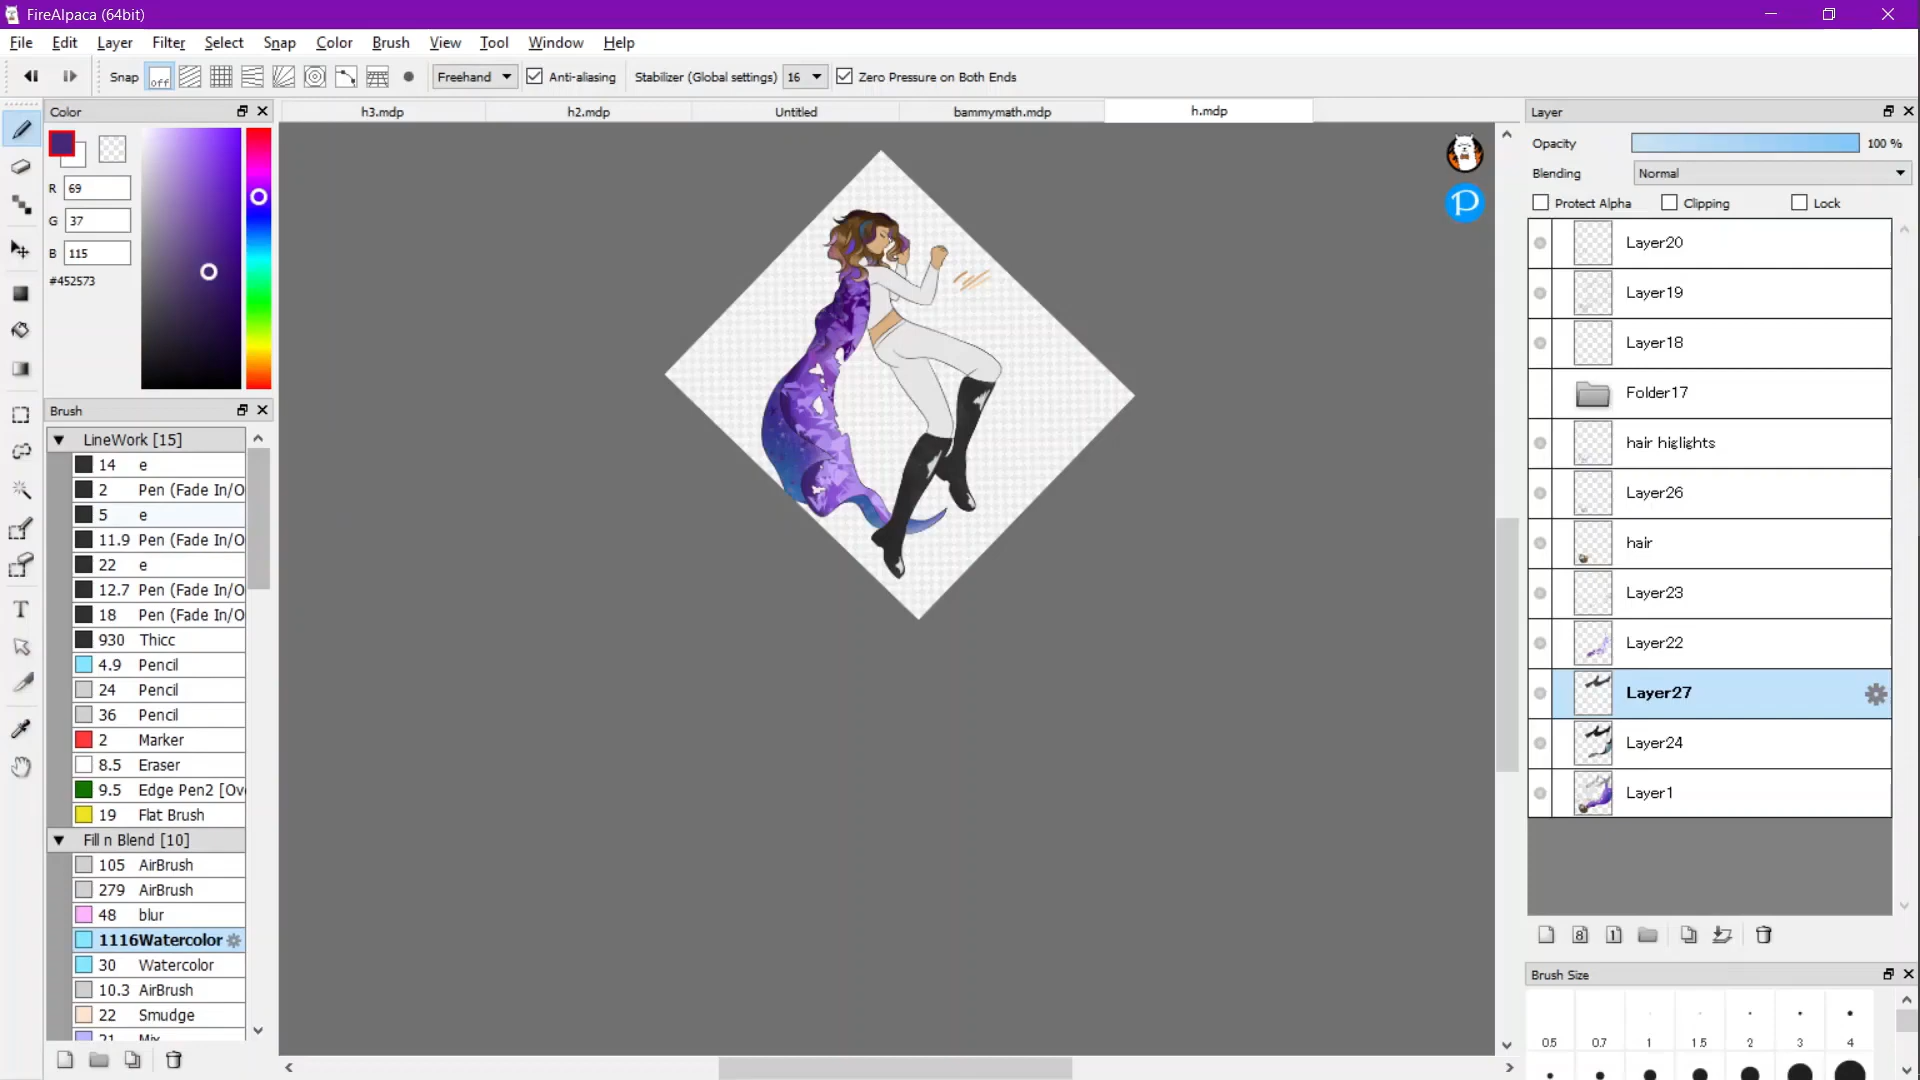 FireAlpaca (64bit)
File Edit Layer Filter Select Snap Color Brush View Tool Window Help
Snap off Freehand Anti-aliasing Stabilizer (Global settings) 16 Zero Pressure on Both Ends
Color
h3.mdp h2.mdp Untitled bammymath.mdp h.mdp
Layer
R 69
G 37
B 115
#452573
Brush
LineWork [15]
14 e
2 Pen (Fade In/O
5 e
11.9 Pen (Fade In/O
22 e
12.7 Pen (Fade In/O
18 Pen (Fade In/O
930 Thicc
4.9 Pencil
24 Pencil
36 Pencil
2 Marker
8.5 Eraser
9.5 Edge Pen2 [Ov
19 Flat Brush
Fill n Blend [10]
105 AirBrush
279 AirBrush
48 blur
1116Watercolor
30 Watercolor
10.3 AirBrush
22 Smudge
21 Mix
P
Opacity 100 %
Blending Normal
Protect Alpha Clipping Lock
Layer20
Layer19
Layer18
Folder17
hair higlights
Layer26
hair
Layer23
Layer22
Layer27
Layer24
Layer1
8 1
Brush Size
0.5 0.7 1 1.5 2 3 4